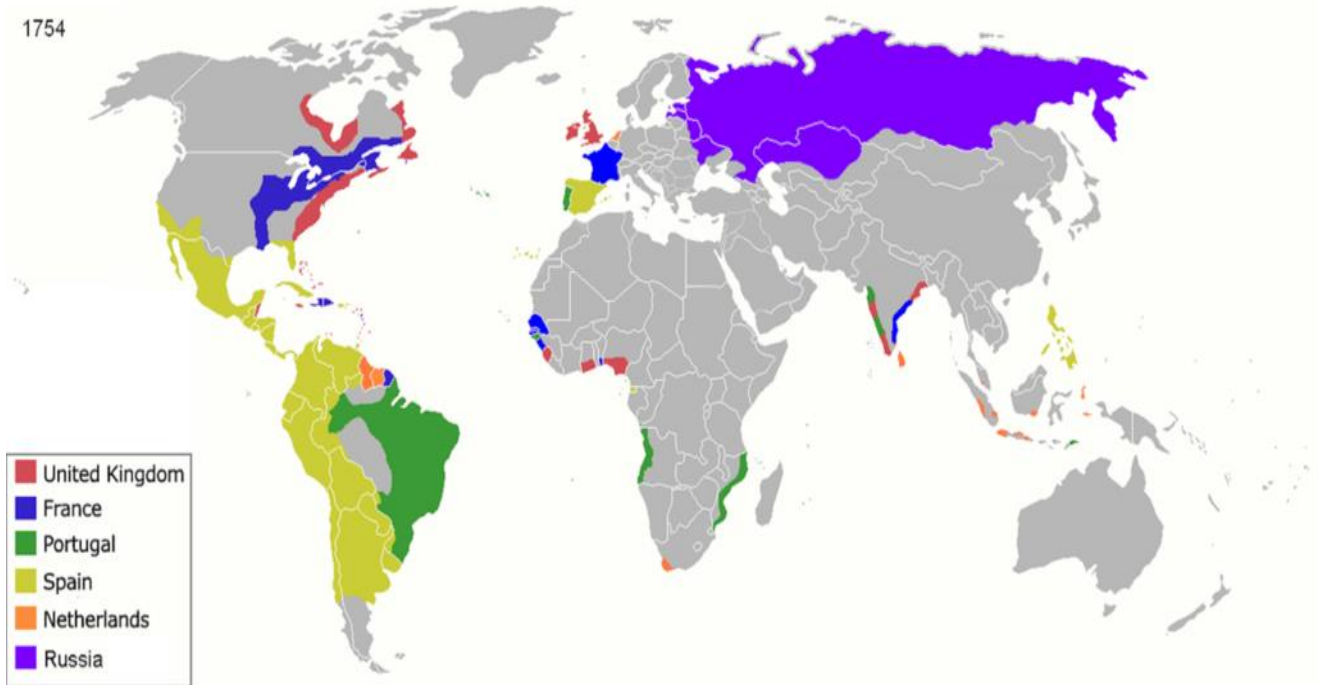 1754
United Kingdom
France
Portugal
Spain
Netherlands
Russia